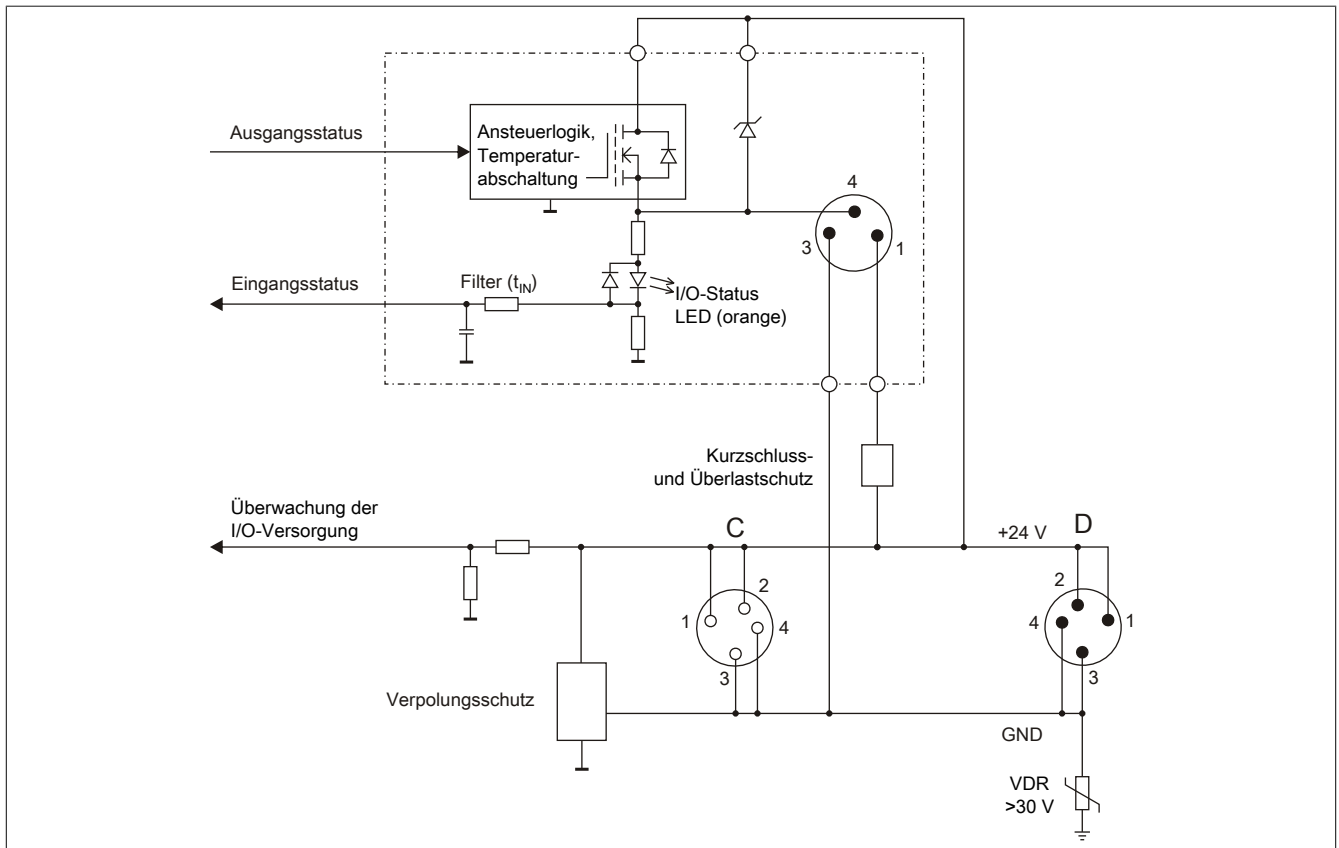 Ausgangsstatus
Ansteuerlogik,
Temperatur-
abschaltung
4
3
1
Eingangsstatus
Filter (tIN)
I/O-Status
LED (orange)
Kurzschluss-
und Überlastschutz
Überwachung der
I/O-Versorgung
C
+24 V
D
2
1
4
3
2
4
1
3
Verpolungsschutz
GND
VDR
>30 V